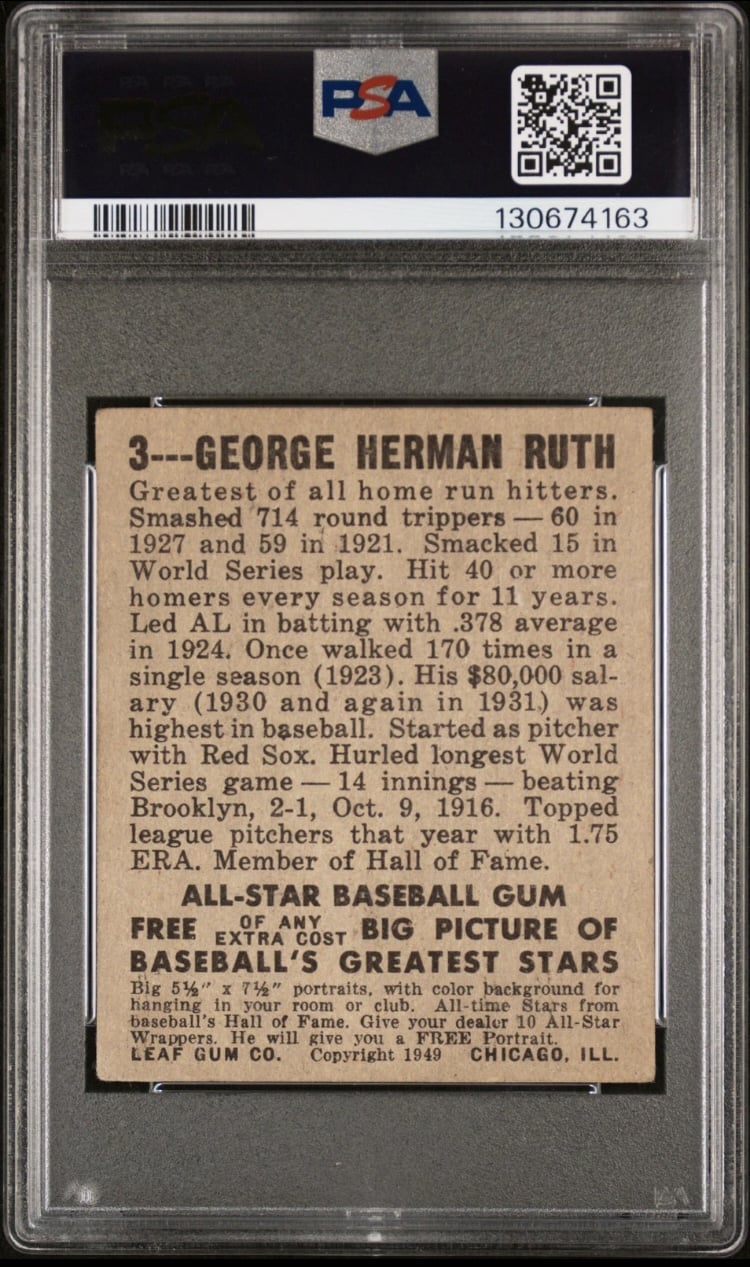 PSA
130674163
3---GEORGE HERMAN RUTH
Greatest of all home run hitters.
Smashed 714 round trippers — 60 in
1927 and 59 in 1921. Smacked 15 in
World Series play. Hit 40 or more
homers every season for 11 years.
Led AL in batting with .378 average
in 1924. Once walked 170 times in a
single season (1923). His $80,000 sal-
ary (1930 and again in 1931) was
highest in baseball. Started as pitcher
with Red Sox. Hurled longest World
Series game — 14 innings — beating
Brooklyn, 2-1, Oct. 9, 1916. Topped
league pitchers that year with 1.75
ERA. Member of Hall of Fame.
ALL-STAR BASEBALL GUM
FREE OF ANY EXTRA COST BIG PICTURE OF
BASEBALL'S GREATEST STARS
Big 5½" x 7½" portraits, with color background for
hanging in your room or club. All-time Stars from
baseball's Hall of Fame. Give your dealer 10 All-Star
Wrappers. He will give you a FREE Portrait.
LEAF GUM CO. Copyright 1949 CHICAGO, ILL.